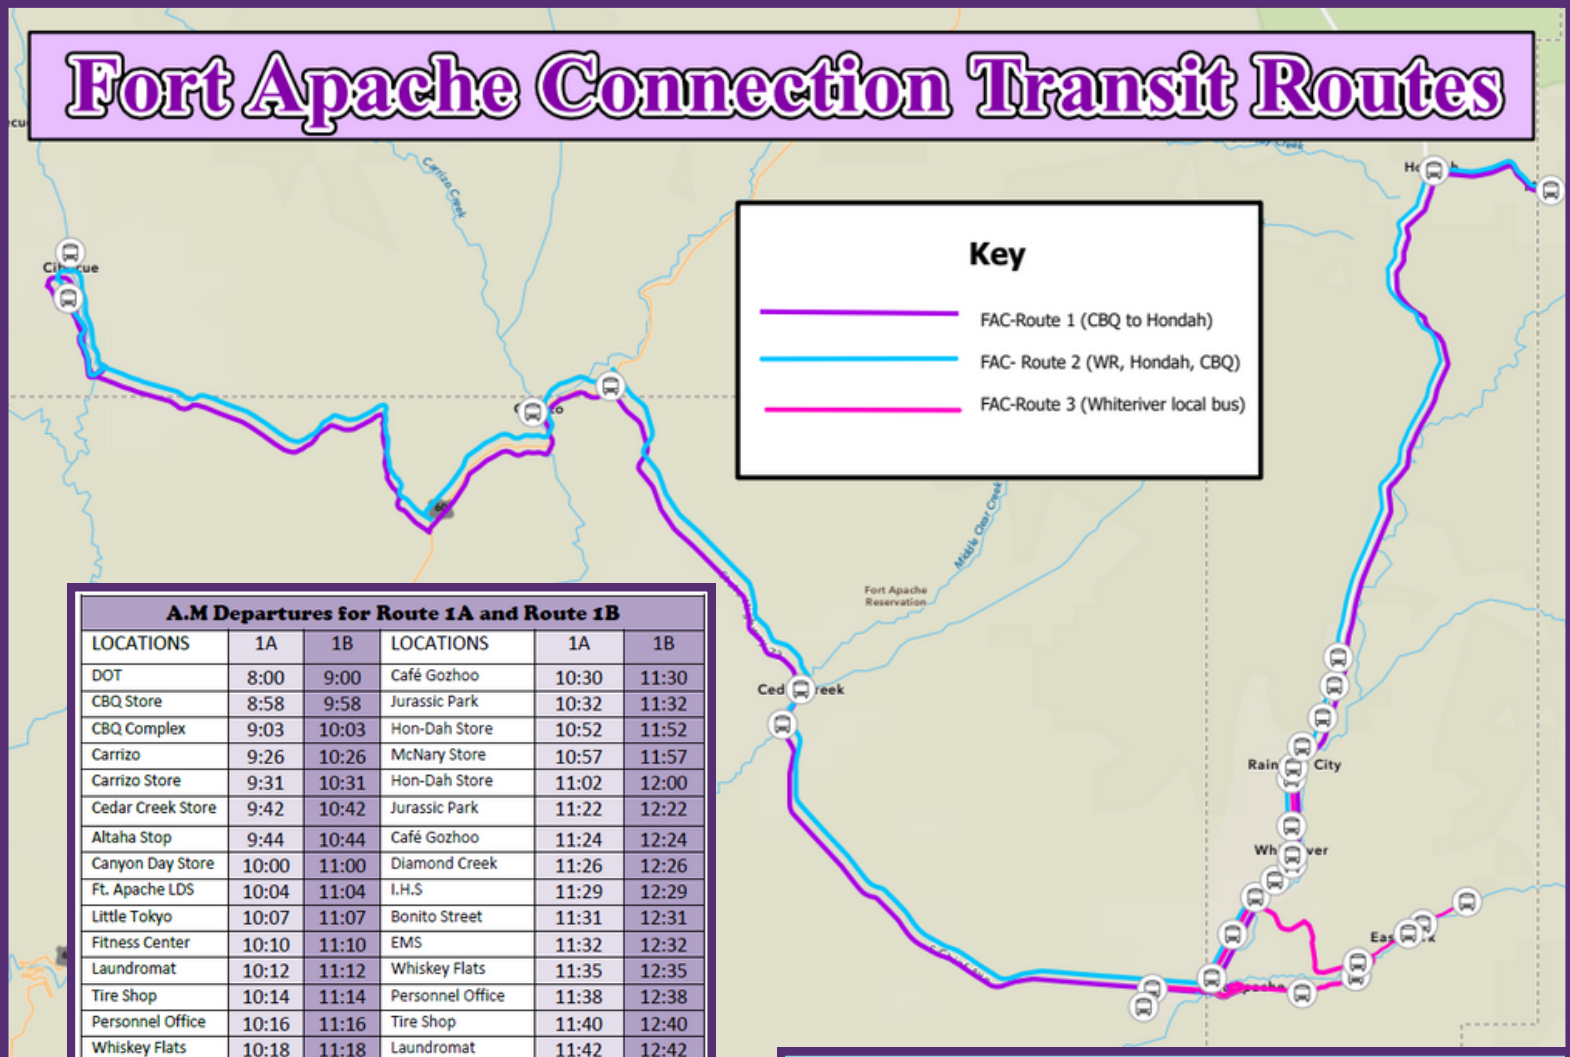 Fort Apache Connection Transit Routes
Carrizo Creek
Key
FAC-Route 1 (CBQ to Hondah)
FAC- Route 2 (WR, Hondah, CBQ)
FAC-Route 3 (Whiteriver local bus)
60
Middle Cedar Creek
Fort Apache
Reservation
A.M Departures for Route 1A and Route 1B
LOCATIONS 1A 1B LOCATIONS 1A 1B
DOT 8:00 9:00 Café Gozhoo 10:30 11:30
CBQ Store 8:58 9:58 Jurassic Park 10:32 11:32
CBQ Complex 9:03 10:03 Hon-Dah Store 10:52 11:52
Carrizo 9:26 10:26 McNary Store 10:57 11:57
Carrizo Store 9:31 10:31 Hon-Dah Store 11:02 12:00
Cedar Creek Store 9:42 10:42 Jurassic Park 11:22 12:22
Altaha Stop 9:44 10:44 Café Gozhoo 11:24 12:24
Canyon Day Store 10:00 11:00 Diamond Creek 11:26 12:26
Ft. Apache LDS 10:04 11:04 I.H.S 11:29 12:29
Little Tokyo 10:07 11:07 Bonito Street 11:31 12:31
Fitness Center 10:10 11:10 EMS 11:32 12:32
Laundromat 10:12 11:12 Whiskey Flats 11:35 12:35
Tire Shop 10:14 11:14 Personnel Office 11:38 12:38
Personnel Office 10:16 11:16 Tire Shop 11:40 12:40
Whiskey Flats 10:18 11:18 Laundromat 11:42 12:42
City